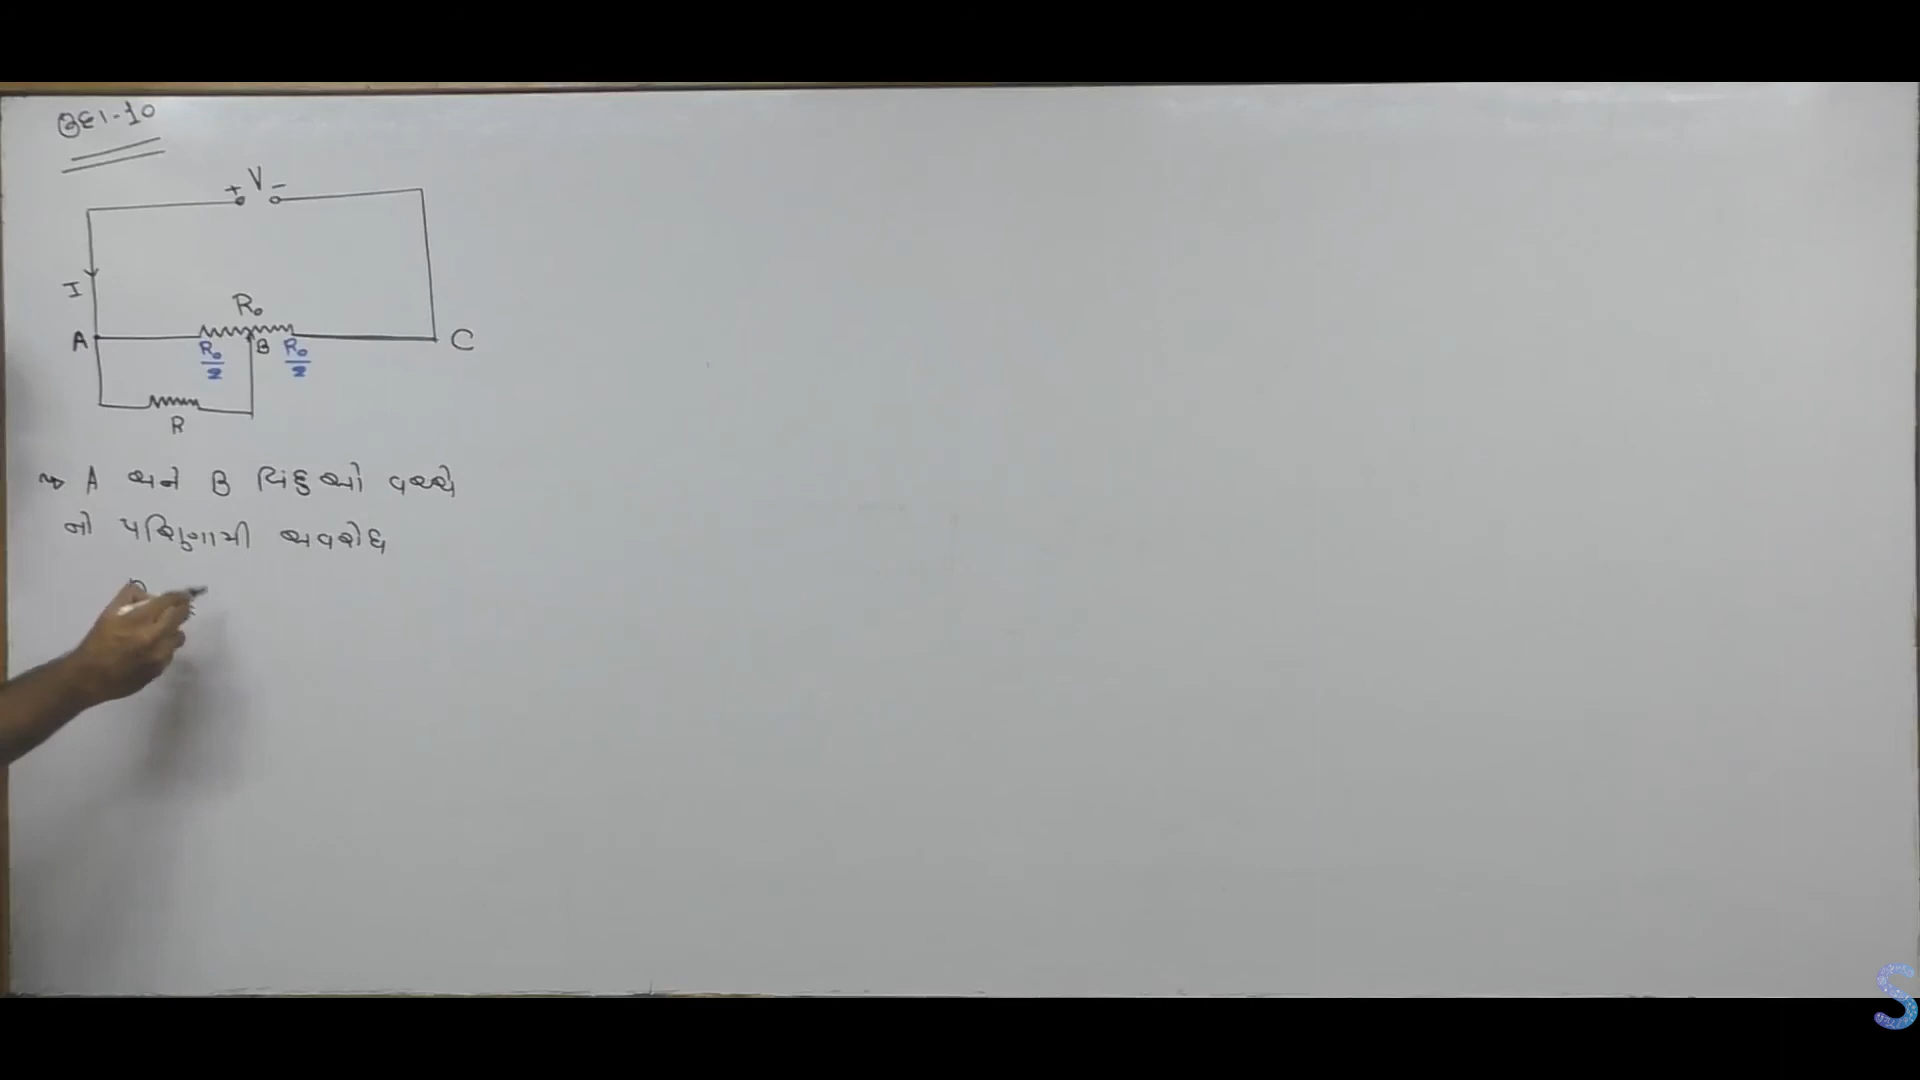 ઉદા-10
+ V -
I
R₀
A B C
R₀/2 R₀/2
R
→ A અને B બિંદુઓ વચ્ચે
નો પરિણામી અવરોધ
S